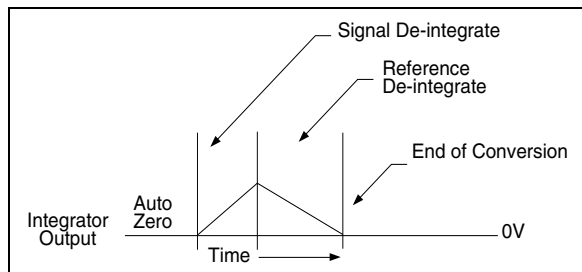 Signal De-integrate
Reference
De-integrate
End of Conversion
Auto
Zero
Integrator
Output
0V
Time